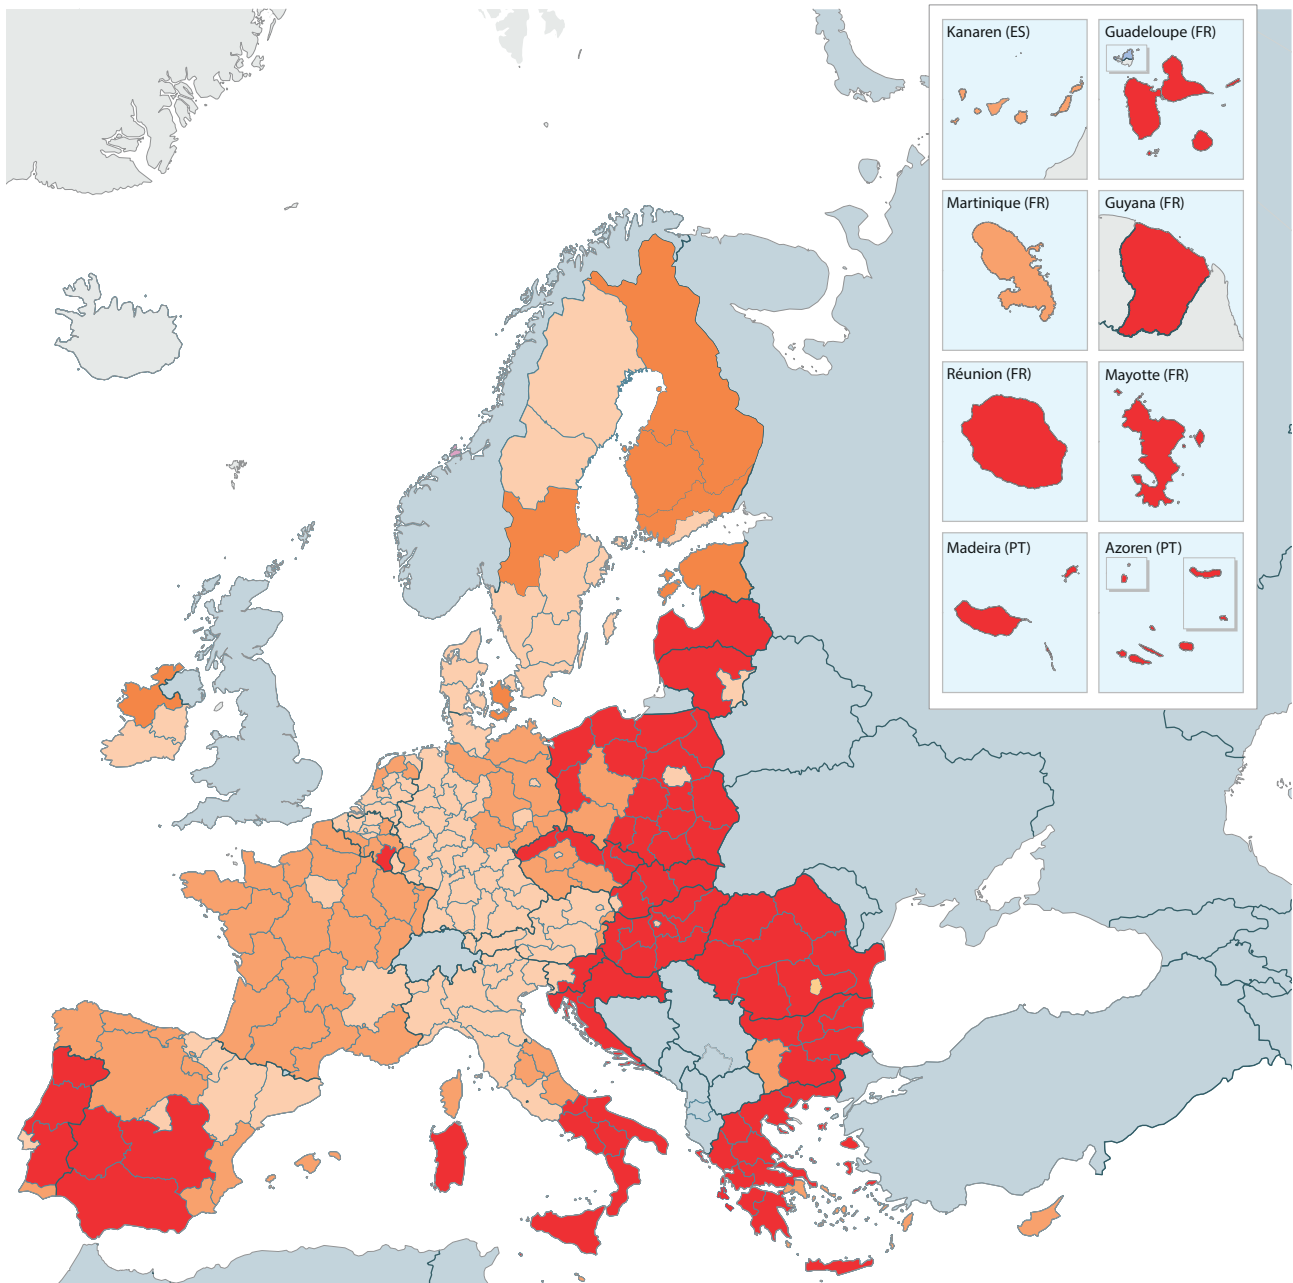 Kanaren (ES)
Guadeloupe (FR)
Martinique (FR)
Guyana (FR)
Réunion (FR)
Mayotte (FR)
Madeira (PT)
Azoren (PT)